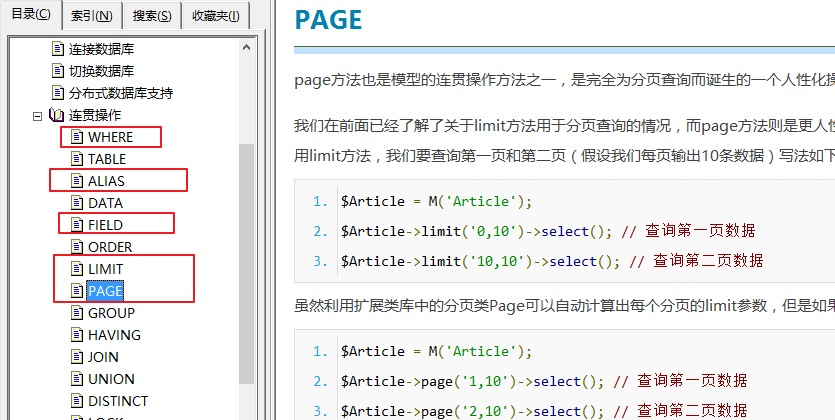 目录(C) 索引(N) 搜索(S) 收藏夹(I)
连接数据库
切换数据库
分布式数据库支持
连贯操作
WHERE
TABLE
ALIAS
DATA
FIELD
ORDER
LIMIT
PAGE
GROUP
HAVING
JOIN
UNION
DISTINCT
PAGE
page方法也是模型的连贯操作方法之一，是完全为分页查询而诞生的一个人性化操
我们在前面已经了解了关于limit方法用于分页查询的情况，而page方法则是更人性
用limit方法，我们要查询第一页和第二页（假设我们每页输出10条数据）写法如下
1. $Article = M('Article');
2. $Article->limit('0,10')->select(); // 查询第一页数据
3. $Article->limit('10,10')->select(); // 查询第二页数据
虽然利用扩展类库中的分页类Page可以自动计算出每个分页的limit参数，但是如果
1. $Article = M('Article');
2. $Article->page('1,10')->select(); // 查询第一页数据
3. $Article->page('2,10')->select(); // 查询第二页数据